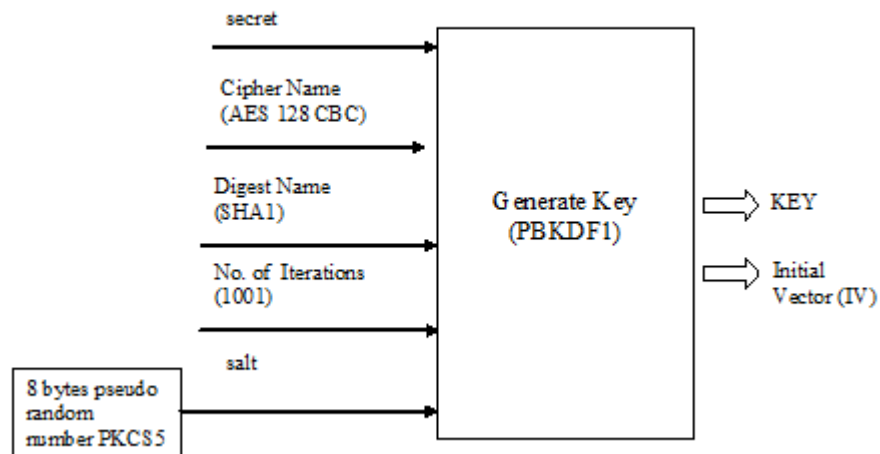 secret
Cipher Name
(AES 128 CBC)
Digest Name
(SHA1)
No. of Iterations
(1001)
salt
8 bytes pseudo
random
number PKCS5
Generate Key
(PBKDF1)
KEY
Initial
Vector (IV)